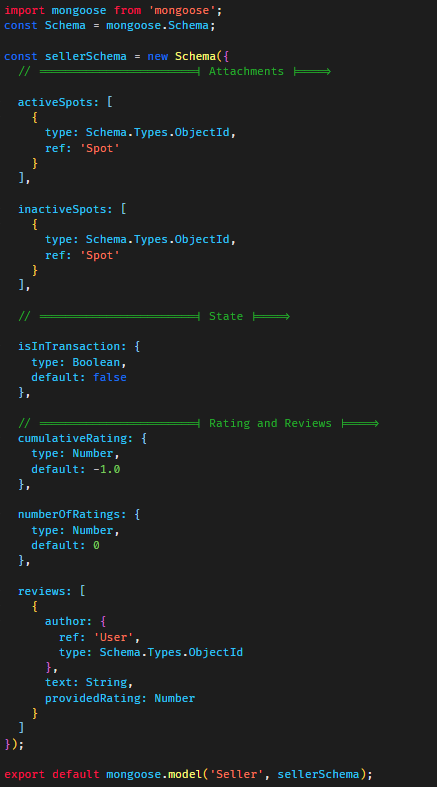 import mongoose from 'mongoose';
const Schema = mongoose.Schema;

const sellerSchema = new Schema({
  // =======================| Attachments |=====>

  activeSpots: [
    {
      type: Schema.Types.ObjectId,
      ref: 'Spot'
    }
  ],

  inactiveSpots: [
    {
      type: Schema.Types.ObjectId,
      ref: 'Spot'
    }
  ],

  // =======================| State |=====>

  isInTransaction: {
    type: Boolean,
    default: false
  },

  // =======================| Rating and Reviews |=====>
  cumulativeRating: {
    type: Number,
    default: -1.0
  },

  numberOfRatings: {
    type: Number,
    default: 0
  },

  reviews: [
    {
      author: {
        ref: 'User',
        type: Schema.Types.ObjectId
      },
      text: String,
      providedRating: Number
    }
  ]
});

export default mongoose.model('Seller', sellerSchema);